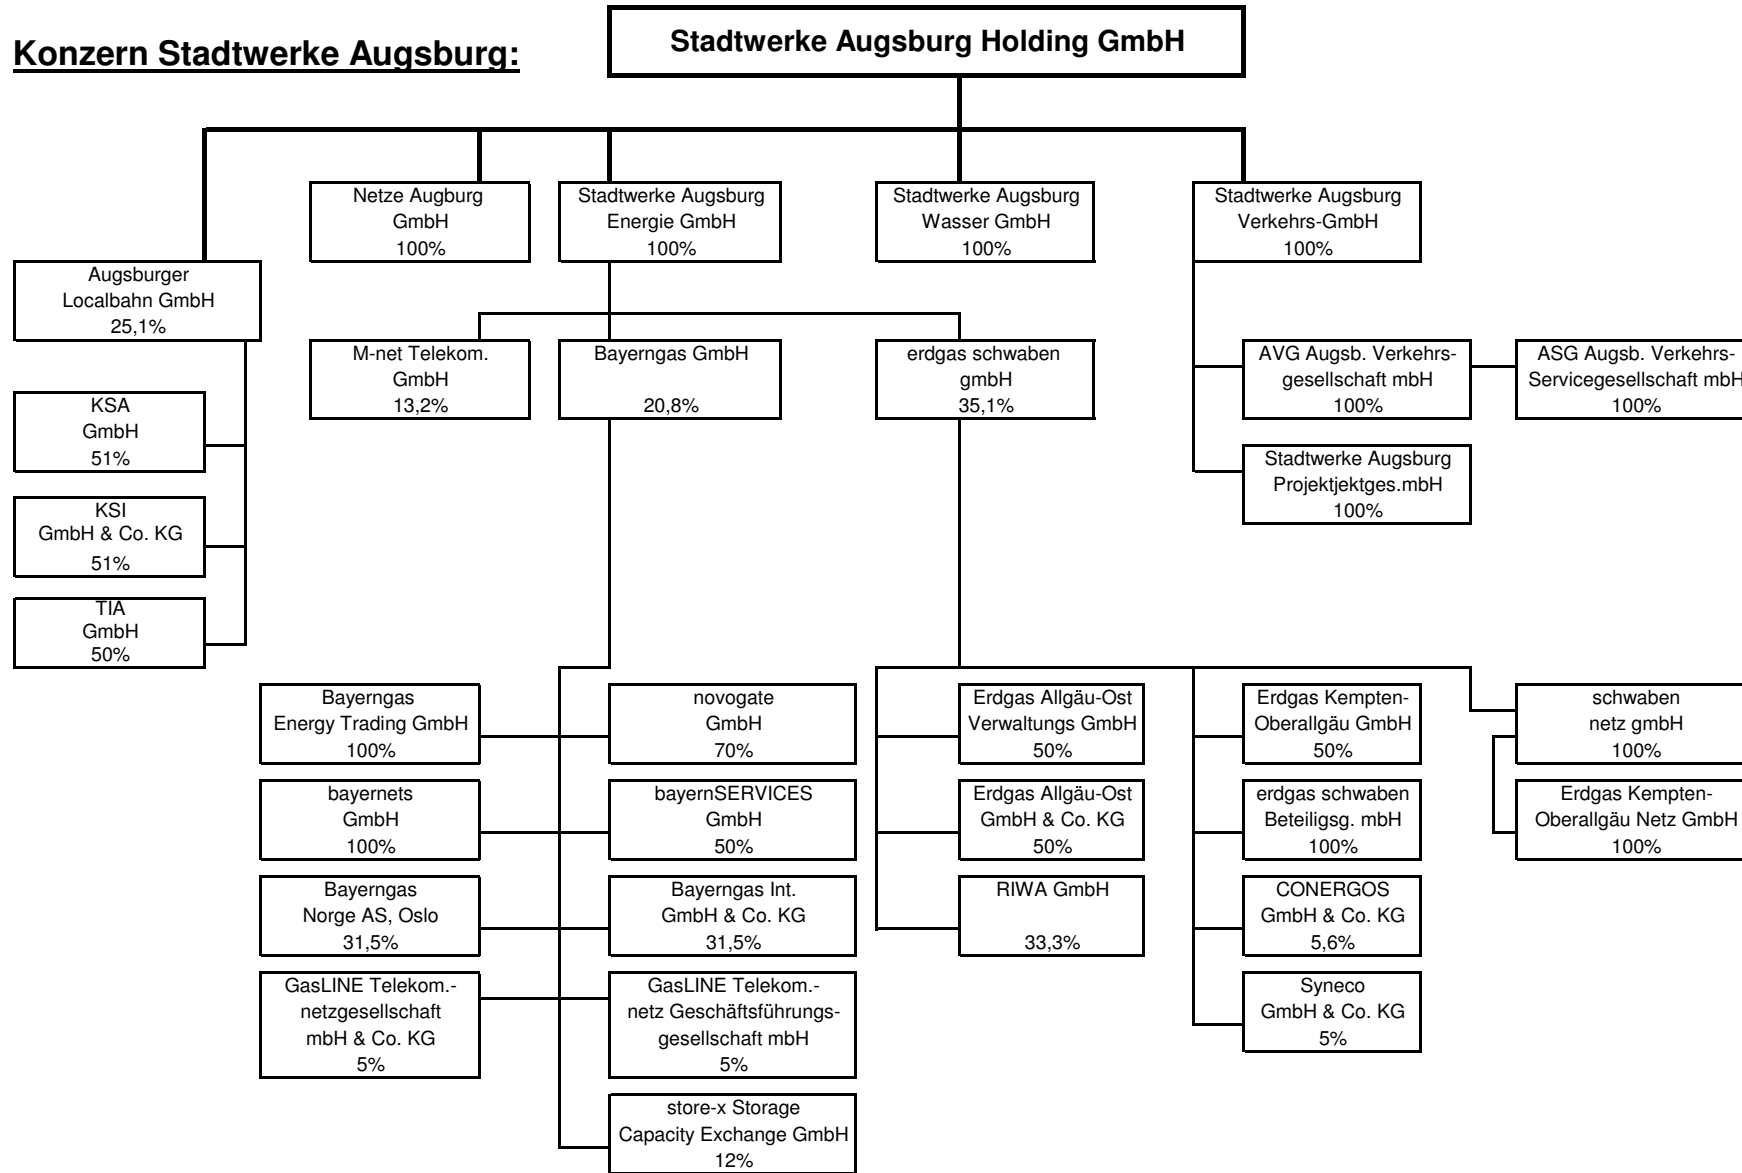 Konzern Stadtwerke Augsburg:
Stadtwerke Augsburg Holding GmbH
Netze Augburg
GmbH
100%
Stadtwerke Augsburg
Energie GmbH
100%
Stadtwerke Augsburg
Wasser GmbH
100%
Stadtwerke Augsburg
Verkehrs-GmbH
100%
Augsburger
Localbahn GmbH
25,1%
M-net Telekom.
GmbH
13,2%
Bayerngas GmbH
20,8%
erdgas schwaben
gmbH
35,1%
AVG Augsb. Verkehrs-
gesellschaft mbH
100%
ASG Augsb. Verkehrs-
Servicegesellschaft mbH
100%
KSA
GmbH
51%
Stadtwerke Augsburg
Projektjektges.mbH
100%
KSI
GmbH & Co. KG
51%
TIA
GmbH
50%
Bayerngas
Energy Trading GmbH
100%
novogate
GmbH
70%
Erdgas Allgäu-Ost
Verwaltungs GmbH
50%
Erdgas Kempten-
Oberallgäu GmbH
50%
schwaben
netz gmbH
100%
bayernets
GmbH
100%
bayernSERVICES
GmbH
50%
Erdgas Allgäu-Ost
GmbH & Co. KG
50%
erdgas schwaben
Beteiligsg. mbH
100%
Erdgas Kempten-
Oberallgäu Netz GmbH
100%
Bayerngas
Norge AS, Oslo
31,5%
Bayerngas Int.
GmbH & Co. KG
31,5%
RIWA GmbH
33,3%
CONERGOS
GmbH & Co. KG
5,6%
GasLINE Telekom.-
netzgesellschaft
mbH & Co. KG
5%
GasLINE Telekom.-
netz Geschäftsführungs-
gesellschaft mbH
5%
Syneco
GmbH & Co. KG
5%
store-x Storage
Capacity Exchange GmbH
12%